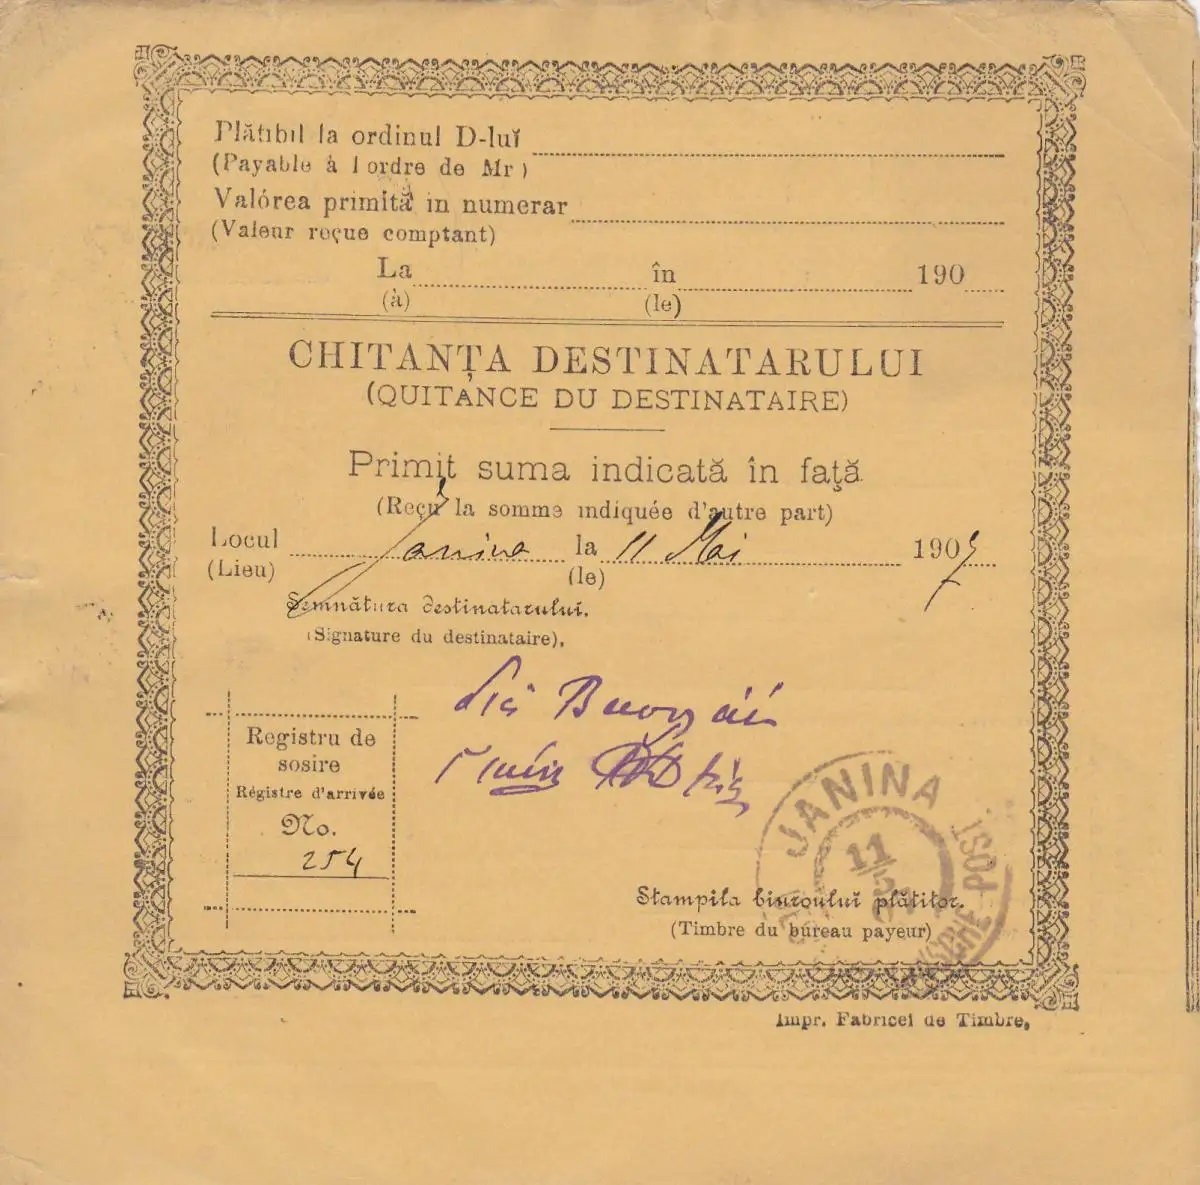 Plătibil la ordinul D-luĭ
(Payable à l ordre de Mr)
Valórea primită in numerar
(Valeur reçue comptant)
La în 190
(à) (le)
CHITANȚA DESTINATARULUI
(QUITANCE DU DESTINATAIRE)
Primit suma indicată în față
(Reçu la somme indiquée d'autre part)
Locul Janina la 11 Mai 1907
(Lieu) (le)
Semnătura destinatarului.
(Signature du destinataire).
Registru de
sosire
Régistre d'arrivée
No.
254
JANINA
11
POST
Stampila biuroului plătitor.
(Timbre du bureau payeur)
Impr. Fabricei de Timbre.